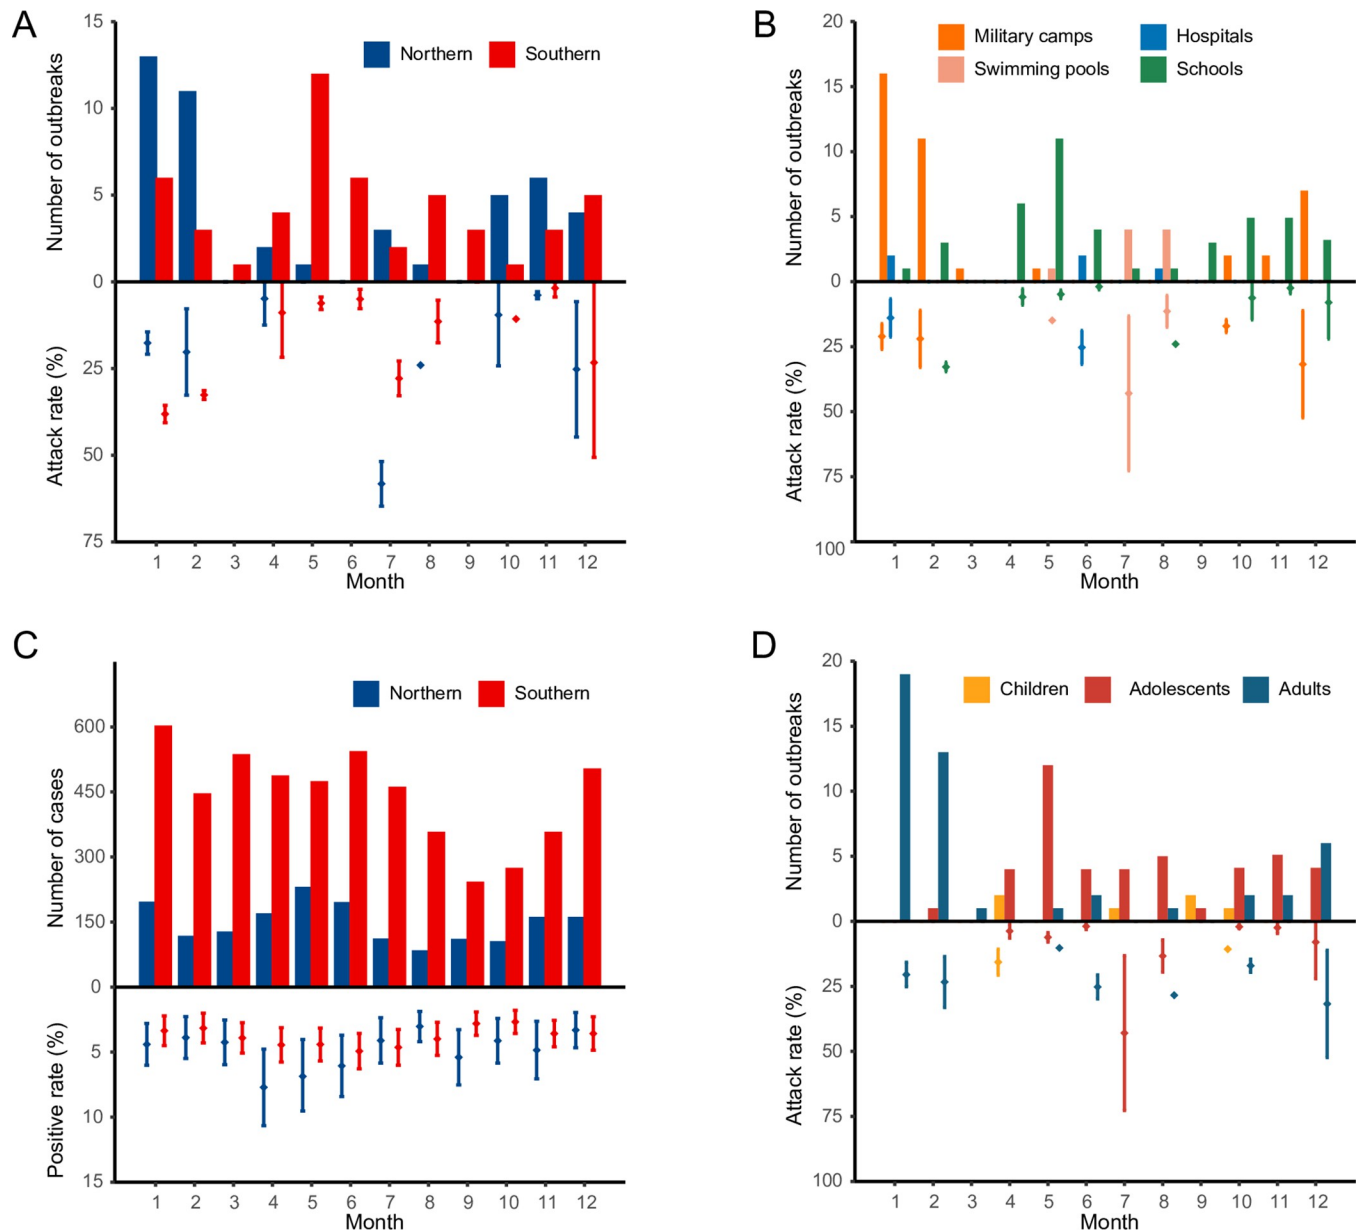 A
Northern
Southern
Number of outbreaks
15
10
5
0
Attack rate (%)
25
50
75
1 2 3 4 5 6 7 8 9 10 11 12
Month
B
Military camps
Hospitals
Swimming pools
Schools
Number of outbreaks
20
15
10
5
0
Attack rate (%)
25
50
75
100
1 2 3 4 5 6 7 8 9 10 11 12
Month
C
Northern
Southern
Number of cases
600
450
300
150
0
Positive rate (%)
5
10
15
1 2 3 4 5 6 7 8 9 10 11 12
Month
D
Children
Adolescents
Adults
Number of outbreaks
20
15
10
5
0
Attack rate (%)
25
50
75
100
1 2 3 4 5 6 7 8 9 10 11 12
Month